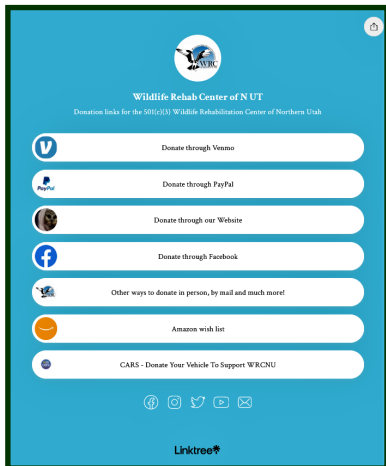 WRC
Wildlife Rehab Center of N UT
Donation links for the 501(c)(3) Wildlife Rehabilitation Center of Northern Utah
Donate through Venmo
PayPal
Donate through PayPal
Donate through our Website
Donate through Facebook
Other ways to donate in person, by mail and much more!
Amazon wish list
CARS - Donate Your Vehicle To Support WRCNU
Linktree